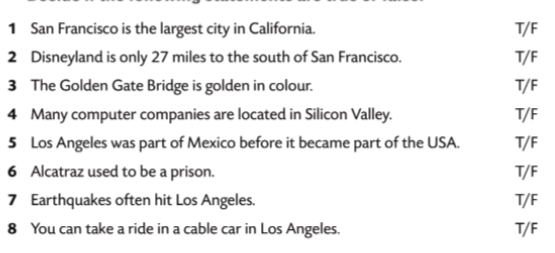 1 San Francisco is the largest city in California. T/F
2 Disneyland is only 27 miles to the south of San Francisco. T/F
3 The Golden Gate Bridge is golden in colour. T/F
4 Many computer companies are located in Silicon Valley. T/F
5 Los Angeles was part of Mexico before it became part of the USA. T/F
6 Alcatraz used to be a prison. T/F
7 Earthquakes often hit Los Angeles. T/F
8 You can take a ride in a cable car in Los Angeles. T/F